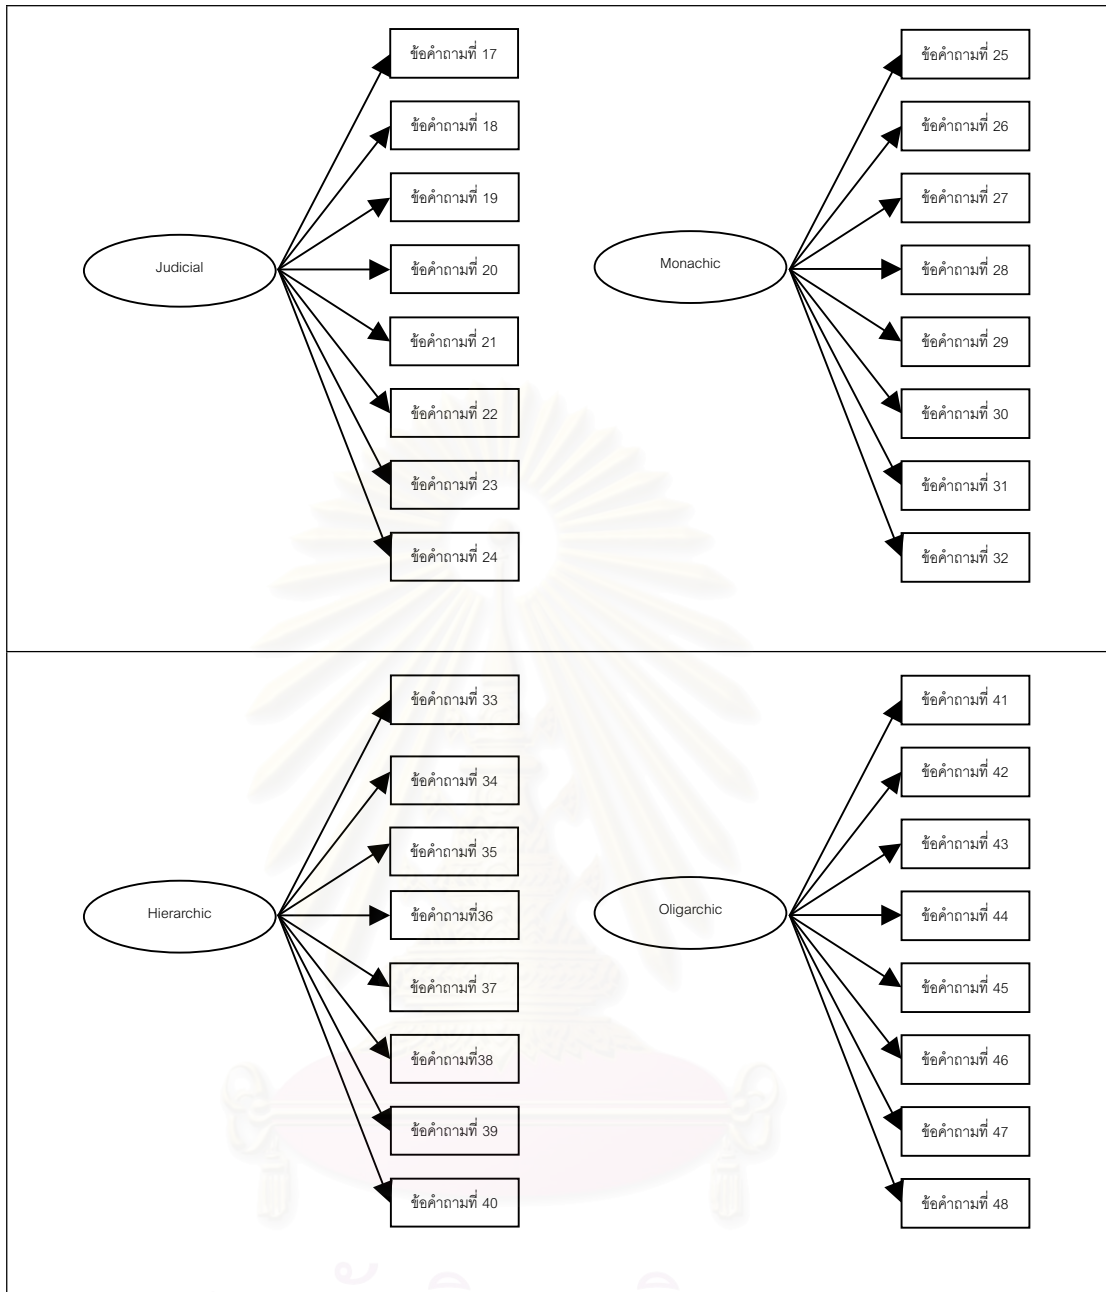 Judicial
ข้อคำถามที่ 17
ข้อคำถามที่ 18
ข้อคำถามที่ 19
ข้อคำถามที่ 20
ข้อคำถามที่ 21
ข้อคำถามที่ 22
ข้อคำถามที่ 23
ข้อคำถามที่ 24
Monachic
ข้อคำถามที่ 25
ข้อคำถามที่ 26
ข้อคำถามที่ 27
ข้อคำถามที่ 28
ข้อคำถามที่ 29
ข้อคำถามที่ 30
ข้อคำถามที่ 31
ข้อคำถามที่ 32
Hierarchic
ข้อคำถามที่ 33
ข้อคำถามที่ 34
ข้อคำถามที่ 35
ข้อคำถามที่36
ข้อคำถามที่ 37
ข้อคำถามที่38
ข้อคำถามที่ 39
ข้อคำถามที่ 40
Oligarchic
ข้อคำถามที่ 41
ข้อคำถามที่ 42
ข้อคำถามที่ 43
ข้อคำถามที่ 44
ข้อคำถามที่ 45
ข้อคำถามที่ 46
ข้อคำถามที่ 47
ข้อคำถามที่ 48